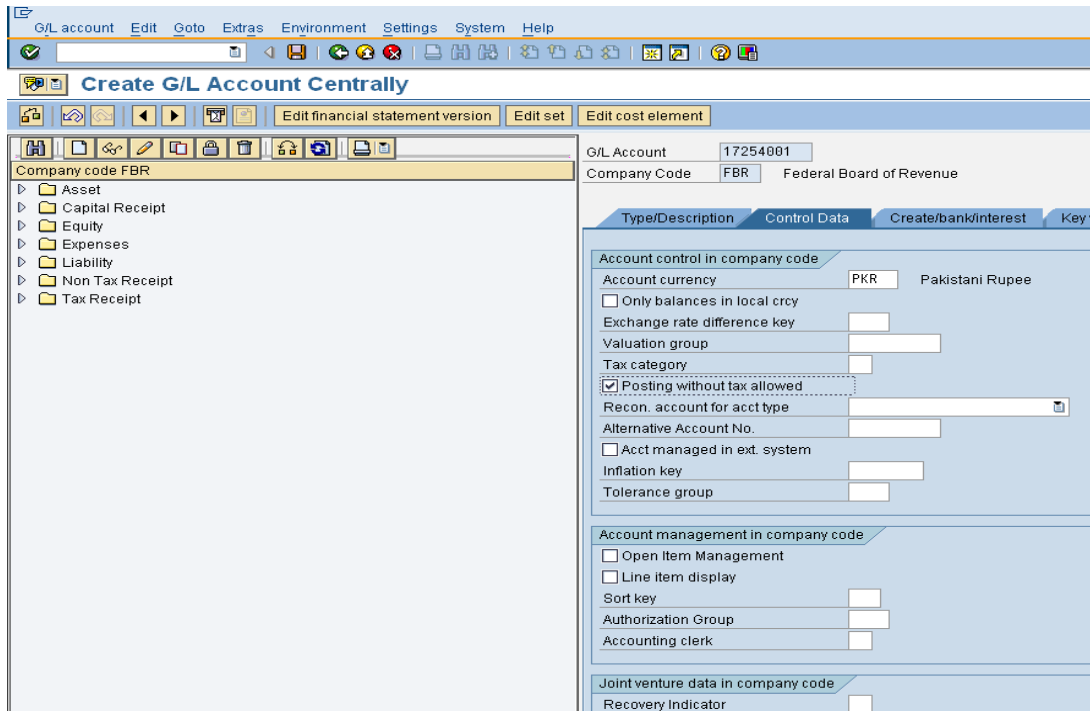 G/L account Edit Goto Extras Environment Settings System Help
Create G/L Account Centrally
Edit financial statement version Edit set Edit cost element
Company code FBR
Asset
Capital Receipt
Equity
Expenses
Liability
Non Tax Receipt
Tax Receipt
G/L Account 17254001
Company Code FBR Federal Board of Revenue
Type/Description Control Data Create/bank/interest Key
Account control in company code
Account currency PKR Pakistani Rupee
Only balances in local crcy
Exchange rate difference key
Valuation group
Tax category
Posting without tax allowed
Recon. account for acct type
Alternative Account No.
Acct managed in ext. system
Inflation key
Tolerance group
Account management in company code
Open Item Management
Line item display
Sort key
Authorization Group
Accounting clerk
Joint venture data in company code
Recovery Indicator